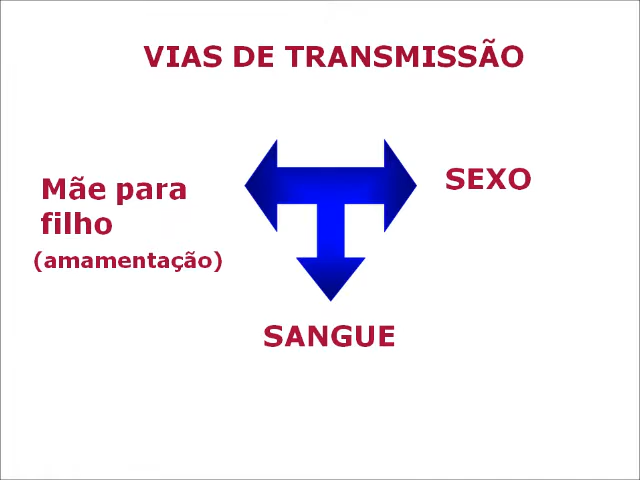 VIAS DE TRANSMISSÃO
Mãe para
filho
(amamentação)
SEXO
SANGUE